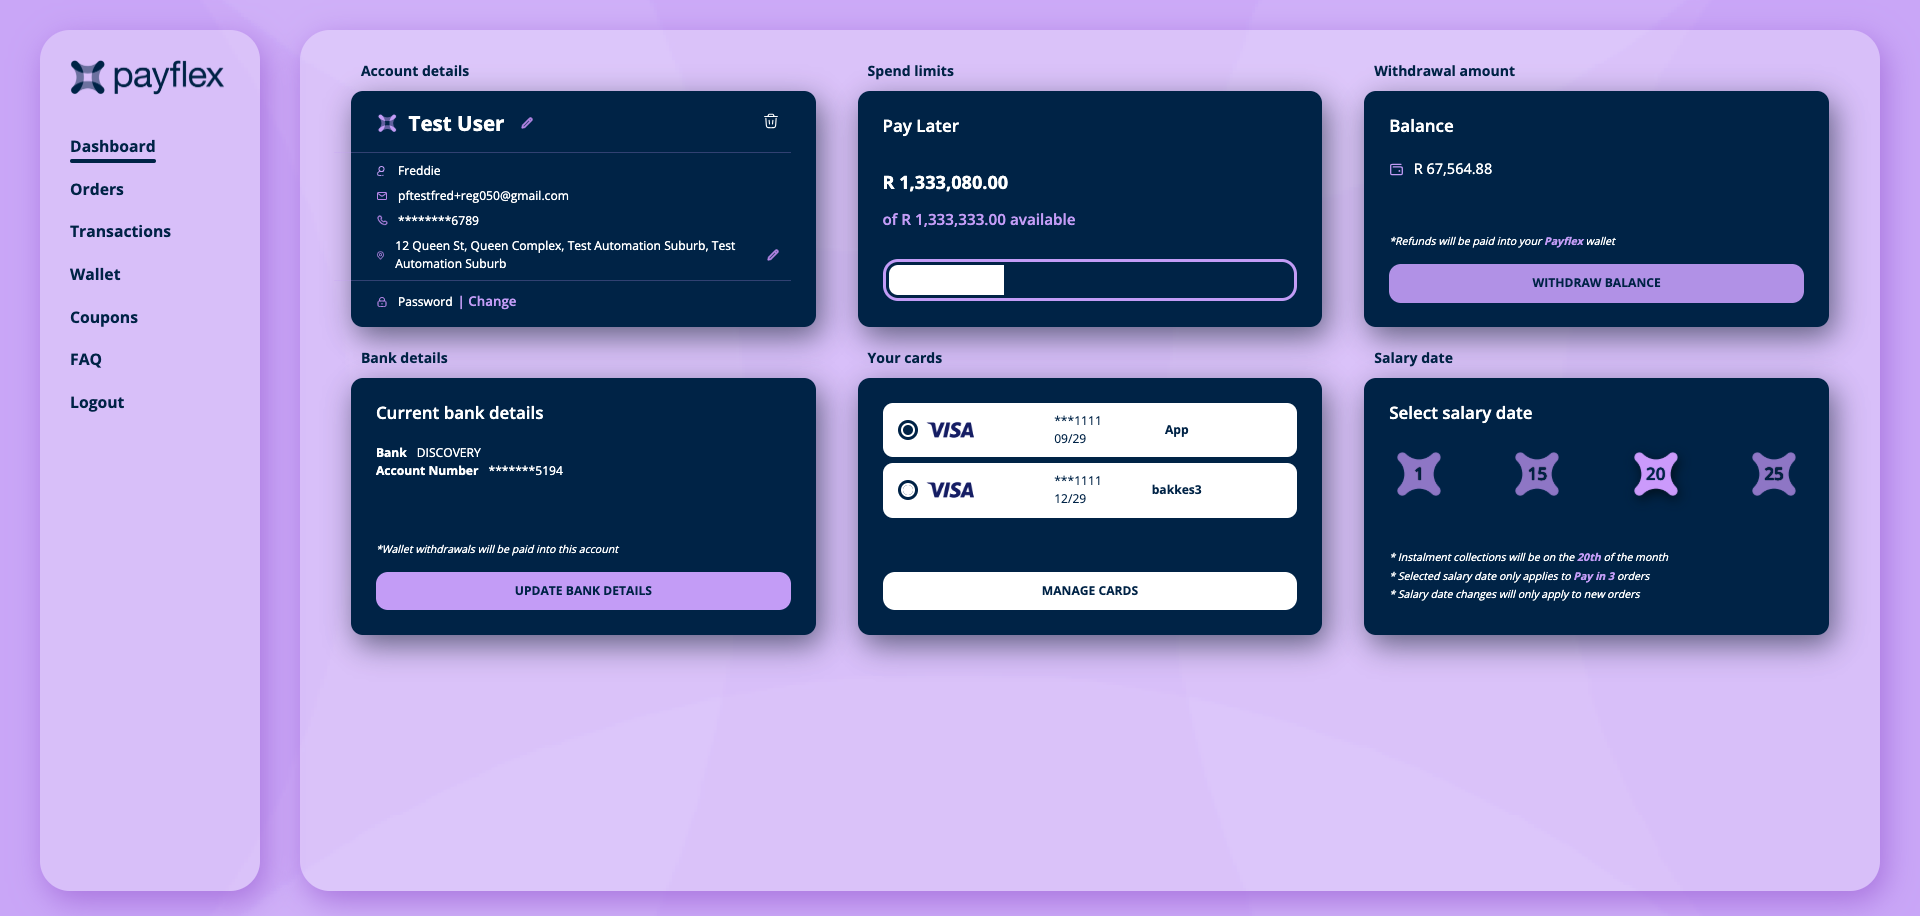 payflex
Dashboard
Orders
Transactions
Wallet
Coupons
FAQ
Logout
Account details
Test User
Freddie
pftestfred+reg050@gmail.com
********6789
12 Queen St, Queen Complex, Test Automation Suburb, Test
Automation Suburb
Password | Change
Spend limits
Pay Later
R 1,333,080.00
of R 1,333,333.00 available
Withdrawal amount
Balance
R 67,564.88
*Refunds will be paid into your Payflex wallet
WITHDRAW BALANCE
Bank details
Current bank details
Bank DISCOVERY
Account Number *******5194
*Wallet withdrawals will be paid into this account
UPDATE BANK DETAILS
Your cards
VISA
***1111
09/29
App
VISA
***1111
12/29
bakkes3
MANAGE CARDS
Salary date
Select salary date
1 15 20 25
* Instalment collections will be on the 20th of the month
* Selected salary date only applies to Pay in 3 orders
* Salary date changes will only apply to new orders